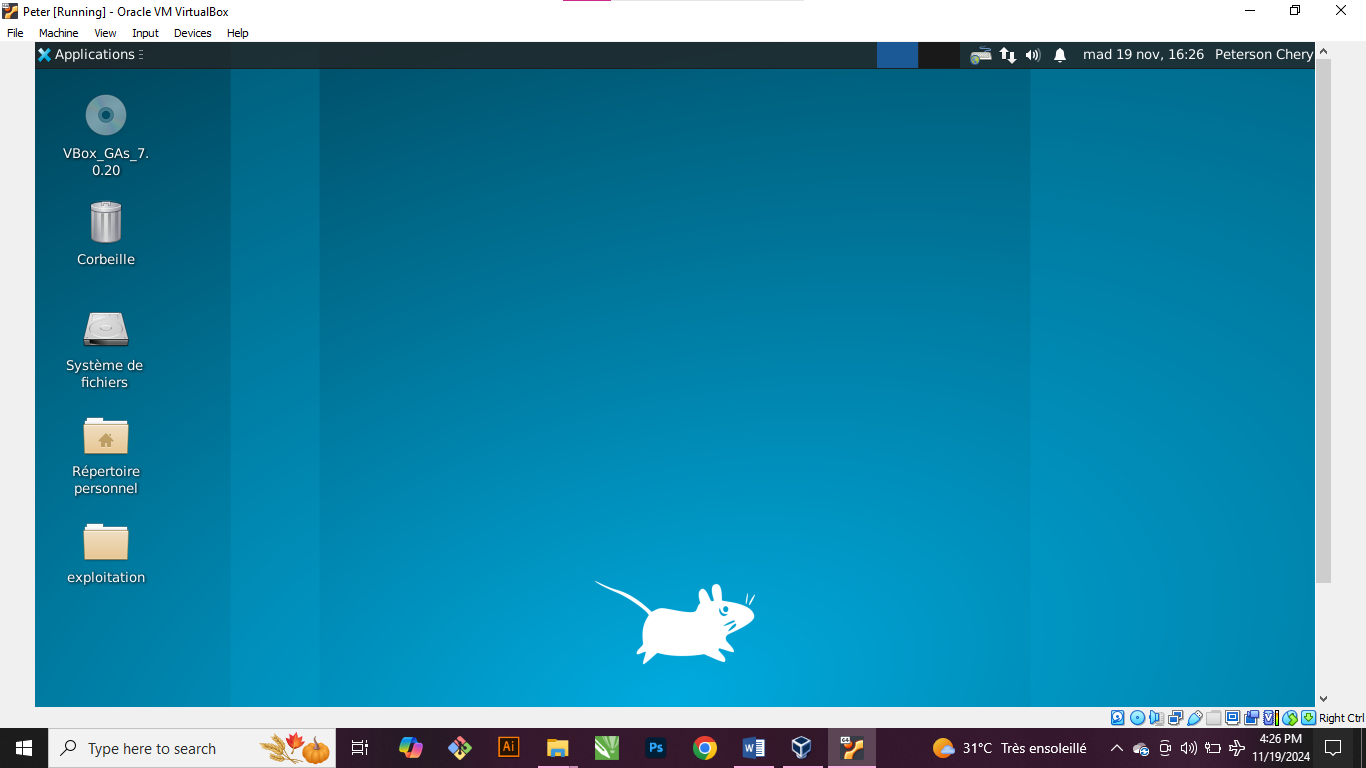 Peter [Running] - Oracle VM VirtualBox
File Machine View Input Devices Help
Applications
mad 19 nov, 16:26 Peterson Chery
VBox_GAs_7.
0.20
Corbeille
Système de
fichiers
Répertoire
personnel
exploitation
Right Ctrl
Type here to search
Ai
Ps
31°C Très ensoleillé
4:26 PM
11/19/2024